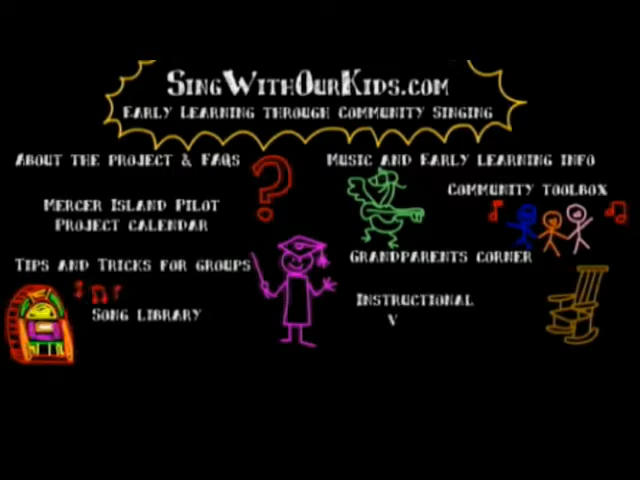 SingWithOurKids.com
Early Learning through Community Singing
About the project & FAQs
Music and Early learning info
Community toolbox
Mercer Island Pilot
Project calendar
Grandparents corner
Tips and Tricks for groups
Instructional
V
Song library